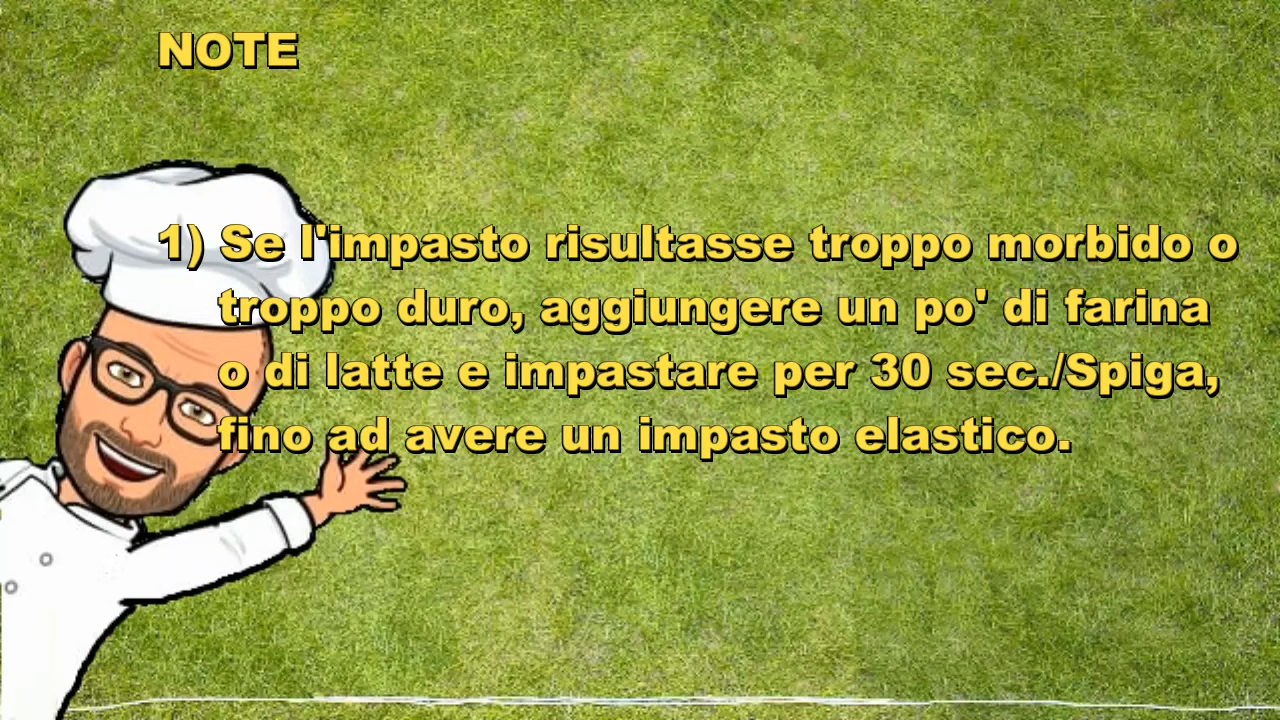 NOTE
1) Se l'impasto risultasse troppo morbido o
troppo duro, aggiungere un po' di farina
o di latte e impastare per 30 sec./Spiga,
fino ad avere un impasto elastico.